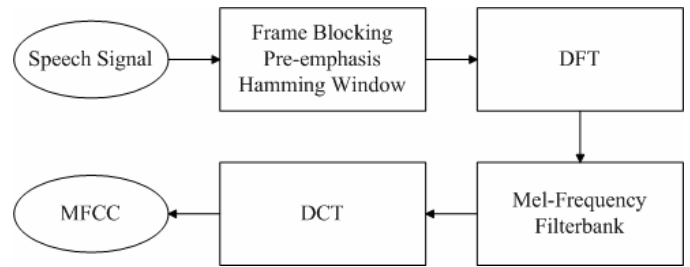 Speech Signal
Frame Blocking
Pre-emphasis
Hamming Window
DFT
Mel-Frequency
Filterbank
DCT
MFCC